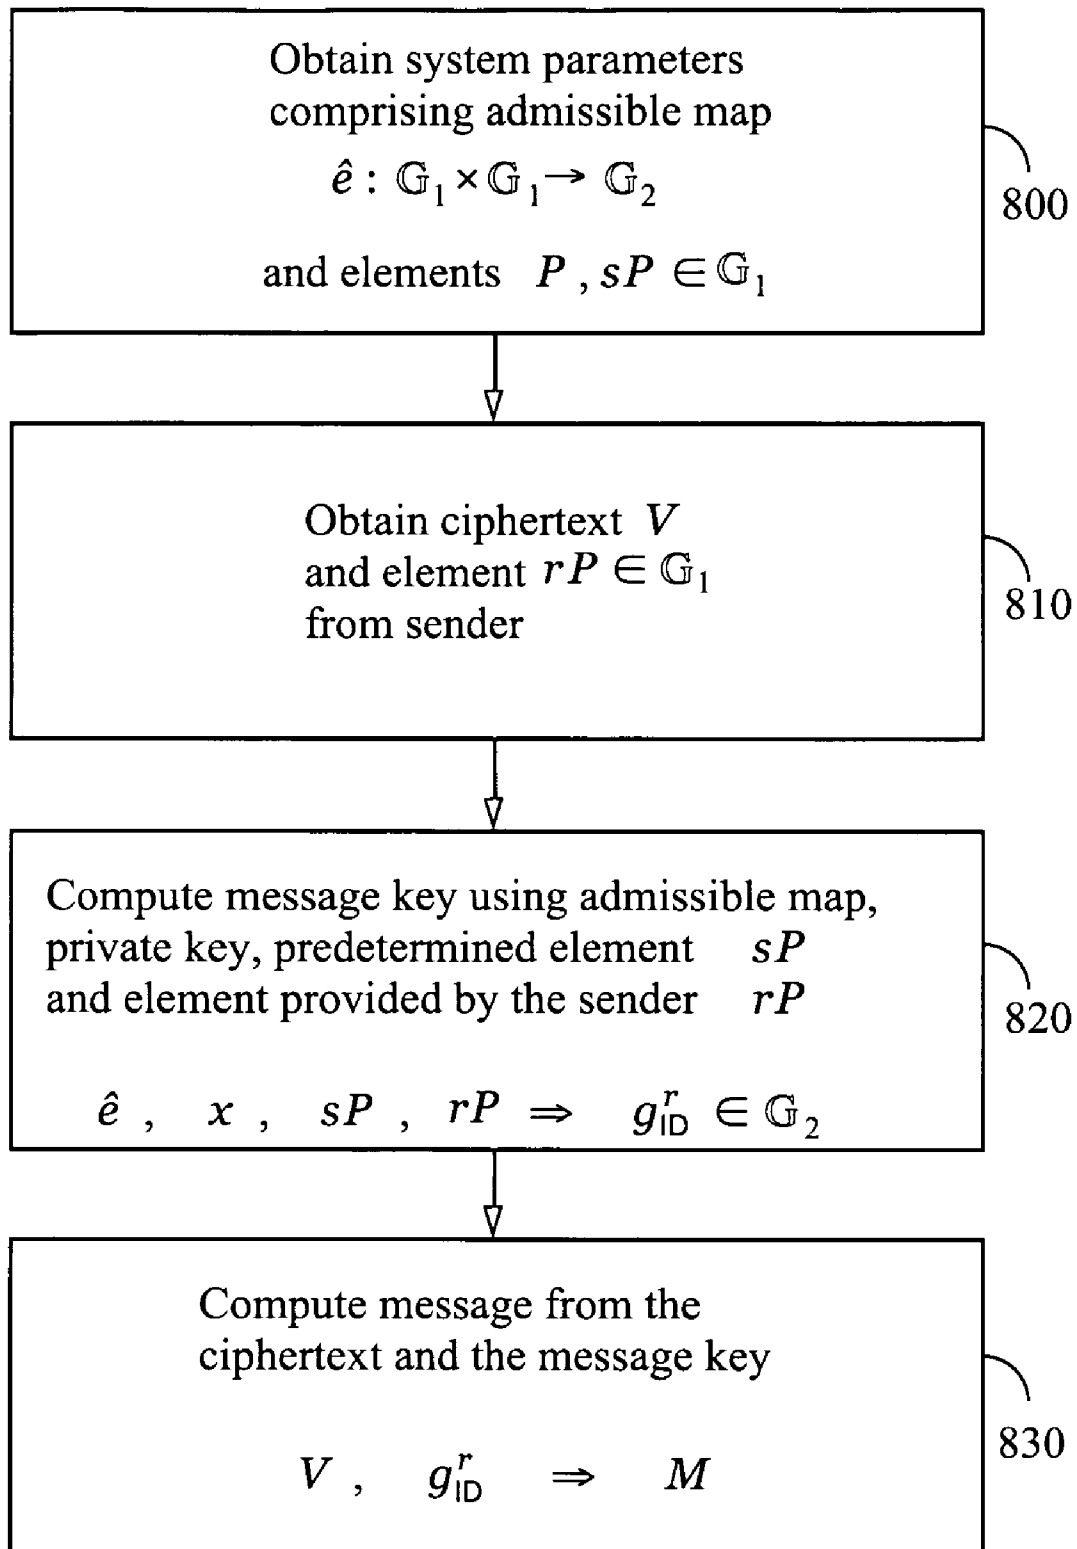 Obtain system parameters
comprising admissible map
ê : 𝔾₁ × 𝔾₁ → 𝔾₂
and elements P , sP ∈ 𝔾₁
800
Obtain ciphertext V
and element rP ∈ 𝔾₁
from sender
810
Compute message key using admissible map,
private key, predetermined element sP
and element provided by the sender rP
ê , x , sP , rP ⇒ g_ID^r ∈ 𝔾₂
820
Compute message from the
ciphertext and the message key
V , g_ID^r ⇒ M
830